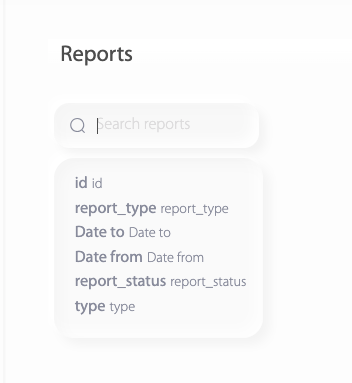 Reports
Search reports
id id
report_type report_type
Date to Date to
Date from Date from
report_status report_status
type type